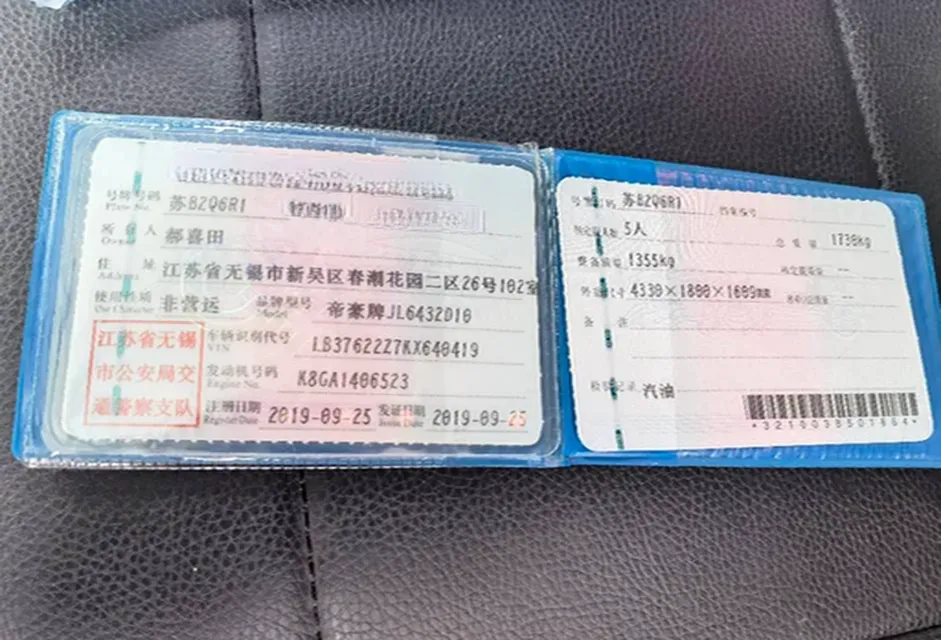 号牌号码 苏B2Q6R1
Plate No.
所有人 郝喜田
Owner
住址 江苏省无锡市新吴区春潮花园二区26号102室
Address
使用性质 非营运 品牌型号 帝豪牌JL6432D10
Use Character Model
江苏省无锡
市公安局交
通警察支队
车辆识别代号 LB37622Z7KX640419
VIN
发动机号码 K8GA1406523
Engine No.
注册日期 2019-09-25 发证日期 2019-09-25
Register Date Issue Date
号牌号码 苏B2Q6R1 档案编号
核定载人数 5人 总质量 1738kg
整备质量 1355kg 核定载质量 --
外廓尺寸 4330×1800×1609mm --
备注
检验记录 汽油
*3210038507864*